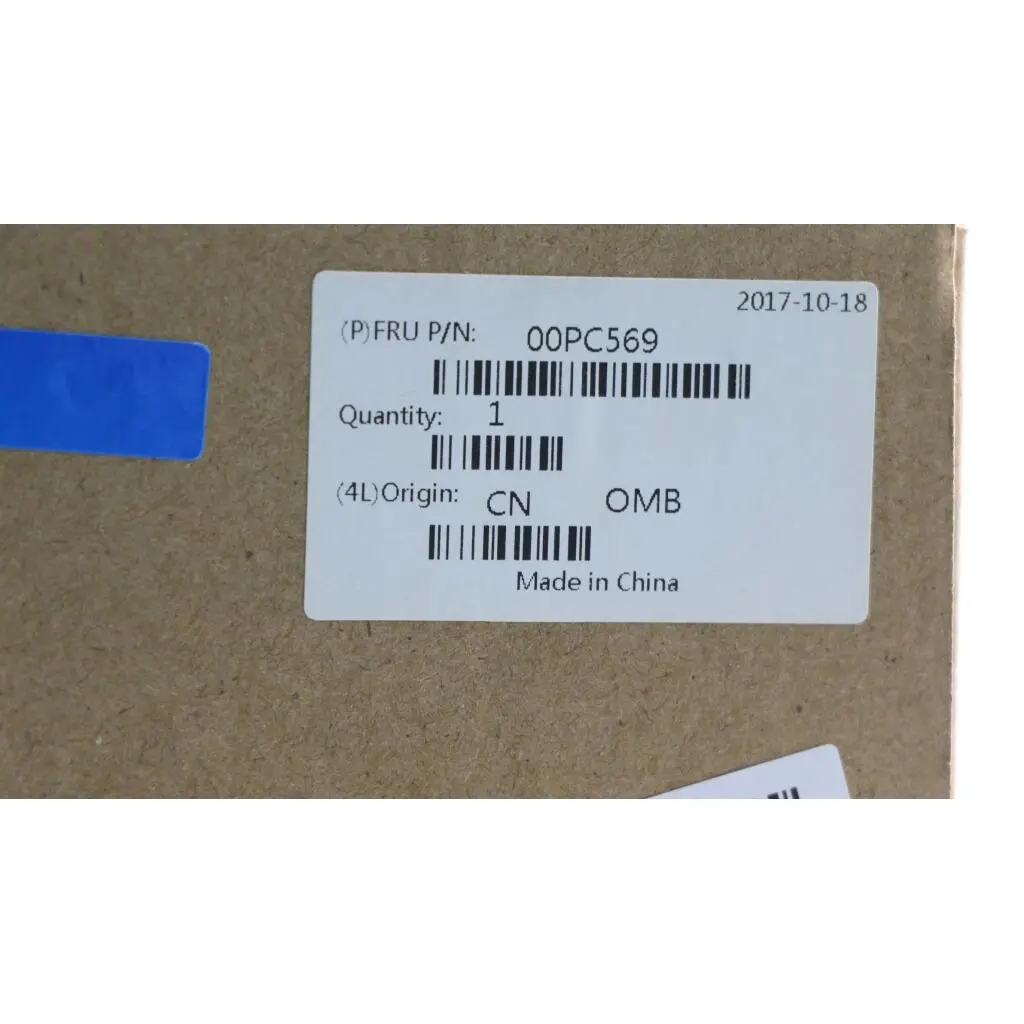 2017-10-18
(P)FRU P/N: 00PC569
Quantity: 1
(4L)Origin: CN OMB
Made in China